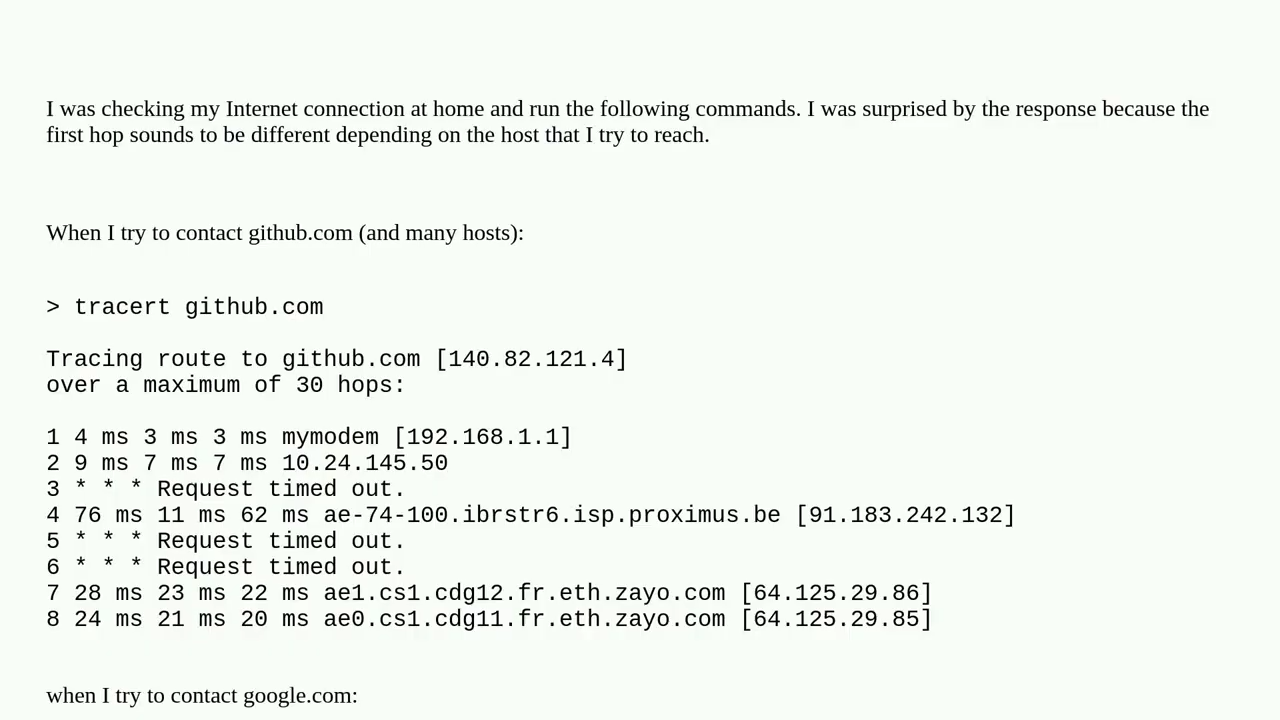 I was checking my Internet connection at home and run the following commands. I was surprised by the response because the
first hop sounds to be different depending on the host that I try to reach.
When I try to contact github.com (and many hosts):
> tracert github.com
Tracing route to github.com [140.82.121.4]
over a maximum of 30 hops:
1 4 ms 3 ms 3 ms mymodem [192.168.1.1]
2 9 ms 7 ms 7 ms 10.24.145.50
3 * * * Request timed out.
4 76 ms 11 ms 62 ms ae-74-100.ibrstr6.isp.proximus.be [91.183.242.132]
5 * * * Request timed out.
6 * * * Request timed out.
7 28 ms 23 ms 22 ms ae1.cs1.cdg12.fr.eth.zayo.com [64.125.29.86]
8 24 ms 21 ms 20 ms ae0.cs1.cdg11.fr.eth.zayo.com [64.125.29.85]
when I try to contact google.com: